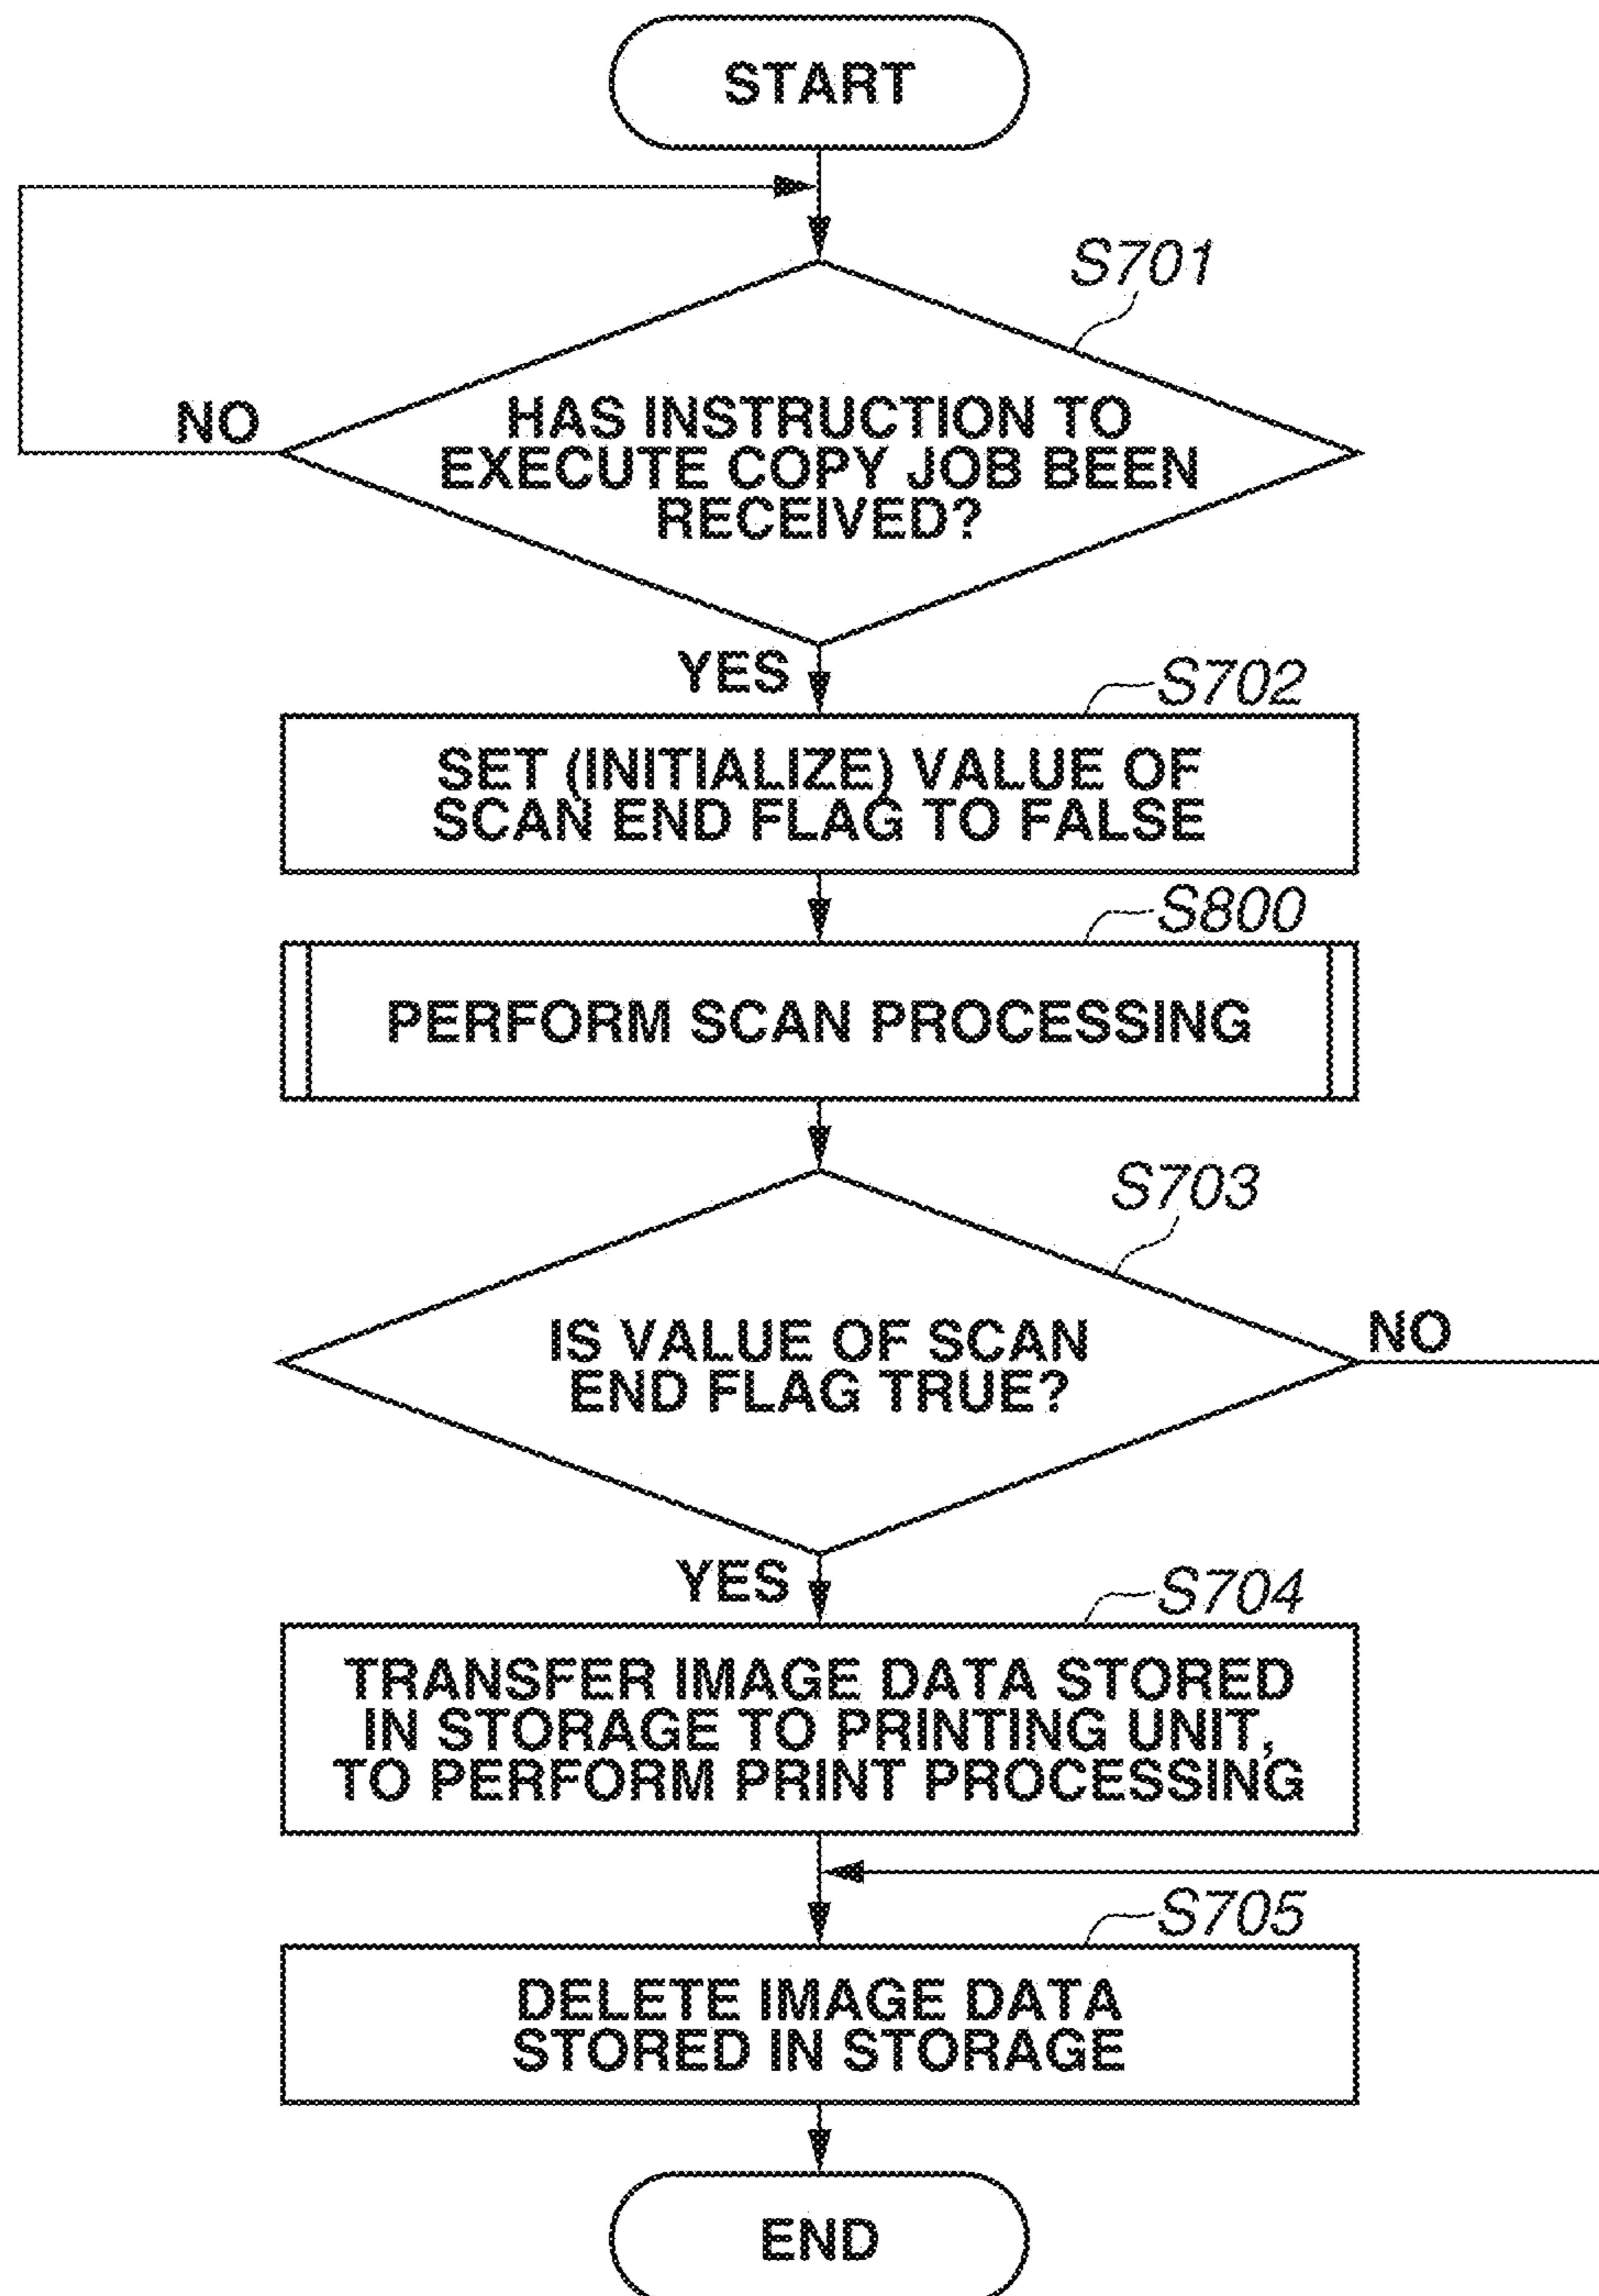 START
S701
NO
HAS INSTRUCTION TO
EXECUTE COPY JOB BEEN
RECEIVED?
YES
S702
SET (INITIALIZE) VALUE OF
SCAN END FLAG TO FALSE
S800
PERFORM SCAN PROCESSING
S703
IS VALUE OF SCAN
END FLAG TRUE?
NO
YES
S704
TRANSFER IMAGE DATA STORED
IN STORAGE TO PRINTING UNIT,
TO PERFORM PRINT PROCESSING
S705
DELETE IMAGE DATA
STORED IN STORAGE
END